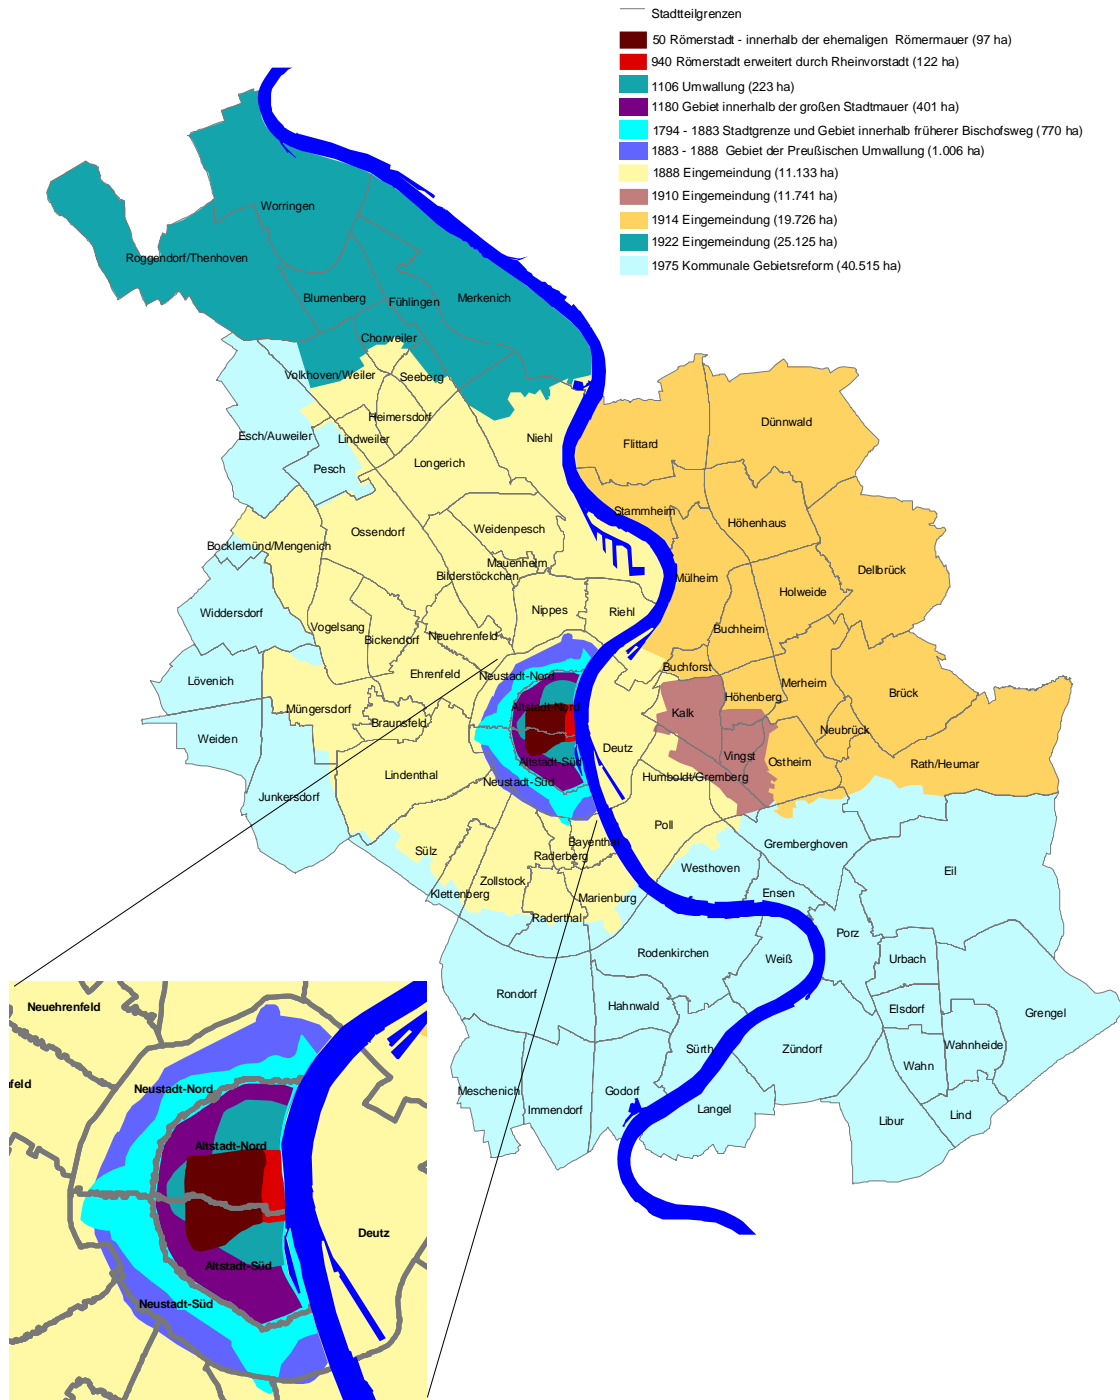 Stadtteilgrenzen
50 Römerstadt - innerhalb der ehemaligen Römermauer (97 ha)
940 Römerstadt erweitert durch Rheinvorstadt (122 ha)
1106 Umwallung (223 ha)
1180 Gebiet innerhalb der großen Stadtmauer (401 ha)
1794 - 1883 Stadtgrenze und Gebiet innerhalb früherer Bischofsweg (770 ha)
1883 - 1888 Gebiet der Preußischen Umwallung (1.006 ha)
1888 Eingemeindung (11.133 ha)
1910 Eingemeindung (11.741 ha)
1914 Eingemeindung (19.726 ha)
1922 Eingemeindung (25.125 ha)
1975 Kommunale Gebietsreform (40.515 ha)
Worringen
Roggendorf/Thenhoven
Blumenberg
Fühlingen
Merkenich
Chorweiler
Volkhoven/Weiler
Seeberg
Heimersdorf
Esch/Auweiler
Lindweiler
Pesch
Longerich
Niehl
Flittard
Dünnwald
Stammheim
Höhenhaus
Ossendorf
Weidenpesch
Bocklemünd/Mengenich
Mauenheim
Bilderstöckchen
Mülheim
Dellbrück
Holweide
Widdersdorf
Nippes
Riehl
Vogelsang
Bickendorf
Neuehrenfeld
Buchheim
Buchforst
Ehrenfeld
Neustadt-Nord
Lövenich
Merheim
Brück
Höhenberg
Müngersdorf
Altstadt-Nord
Kalk
Braunsfeld
Neubrück
Weiden
Deutz
Vingst
Ostheim
Rath/Heumar
Altstadt-Süd
Lindenthal
Neustadt-Süd
Humboldt/Gremberg
Junkersdorf
Poll
Bayenthal
Gremberghoven
Sülz
Raderberg
Westhoven
Eil
Zollstock
Klettenberg
Marienburg
Ensen
Raderthal
Porz
Rodenkirchen
Weiß
Urbach
Rondorf
Hahnwald
Elsdorf
Grengel
Sürth
Zündorf
Wahnheide
Wahn
Meschenich
Godorf
Immendorf
Langel
Libur
Lind
Neuehrenfeld
nfeld
Neustadt-Nord
Altstadt-Nord
Deutz
Altstadt-Süd
Neustadt-Süd